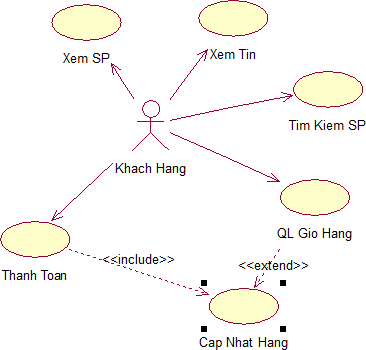 Xem SP
Xem Tin
Tim Kiem SP
Khach Hang
QL Gio Hang
<<include>>
<<extend>>
Thanh Toan
Cap Nhat Hang